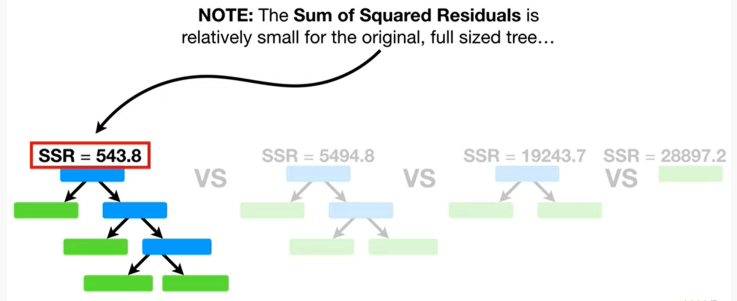 NOTE: The Sum of Squared Residuals is
relatively small for the original, full sized tree…
SSR = 543.8
SSR = 5494.8
SSR = 19243.7
SSR = 28897.2
VS
VS
VS